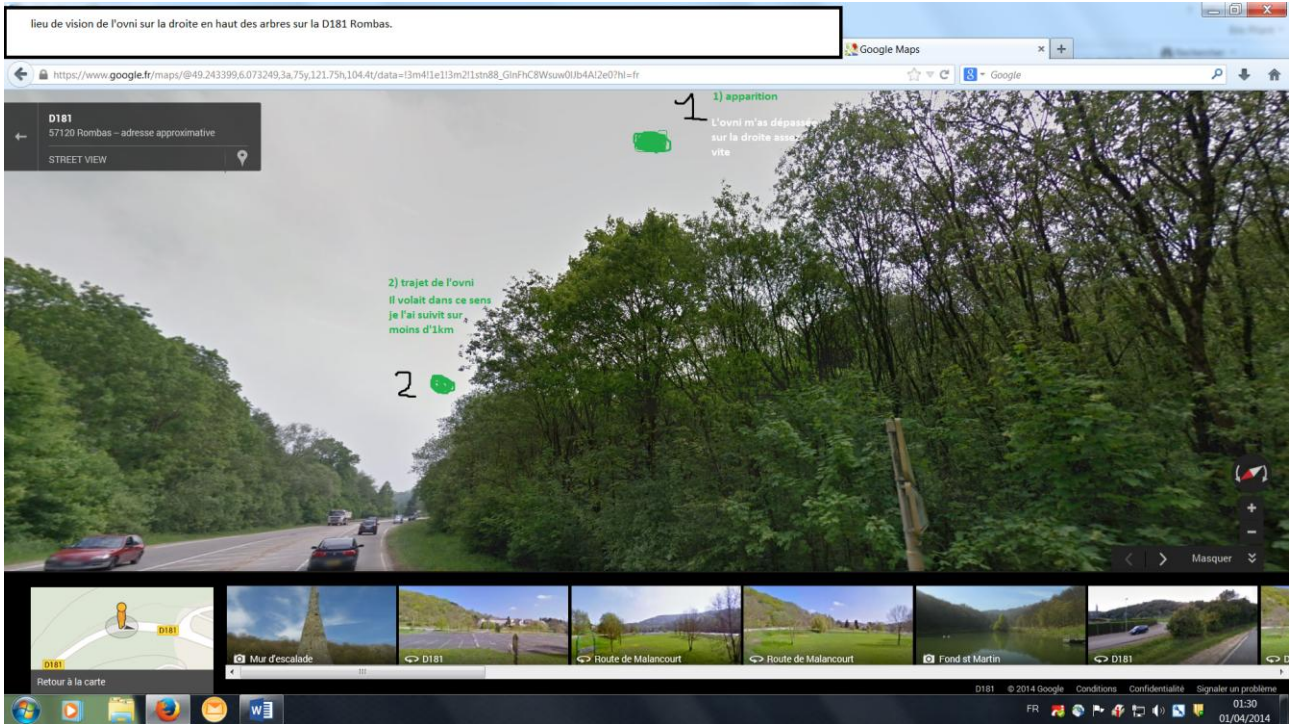 lieu de vision de l'ovni sur la droite en haut des arbres sur la D181 Rombas.
Google Maps
https://www.google.fr/maps/@49.243399,6.073249,3a,75y,121.75h,104.4t/data=!3m4!1e1!3m2!1stn88_GlnFhC8Wsuw0IJb4A!2e0?hl=fr
Google
D181
57120 Rombas – adresse approximative
STREET VIEW
1
1) apparition
L'ovni m'as dépassée
sur la droite assez
vite
2) trajet de l'ovni
Il volait dans ce sens
je l'ai suivit sur
moins d'1km
2
Masquer
D181
D181
Retour à la carte
Mur d'escalade
D181
Route de Malancourt
Route de Malancourt
Fond st Martin
D181
D181 © 2014 Google Conditions Confidentialité Signaler un problème
FR
01:30
01/04/2014